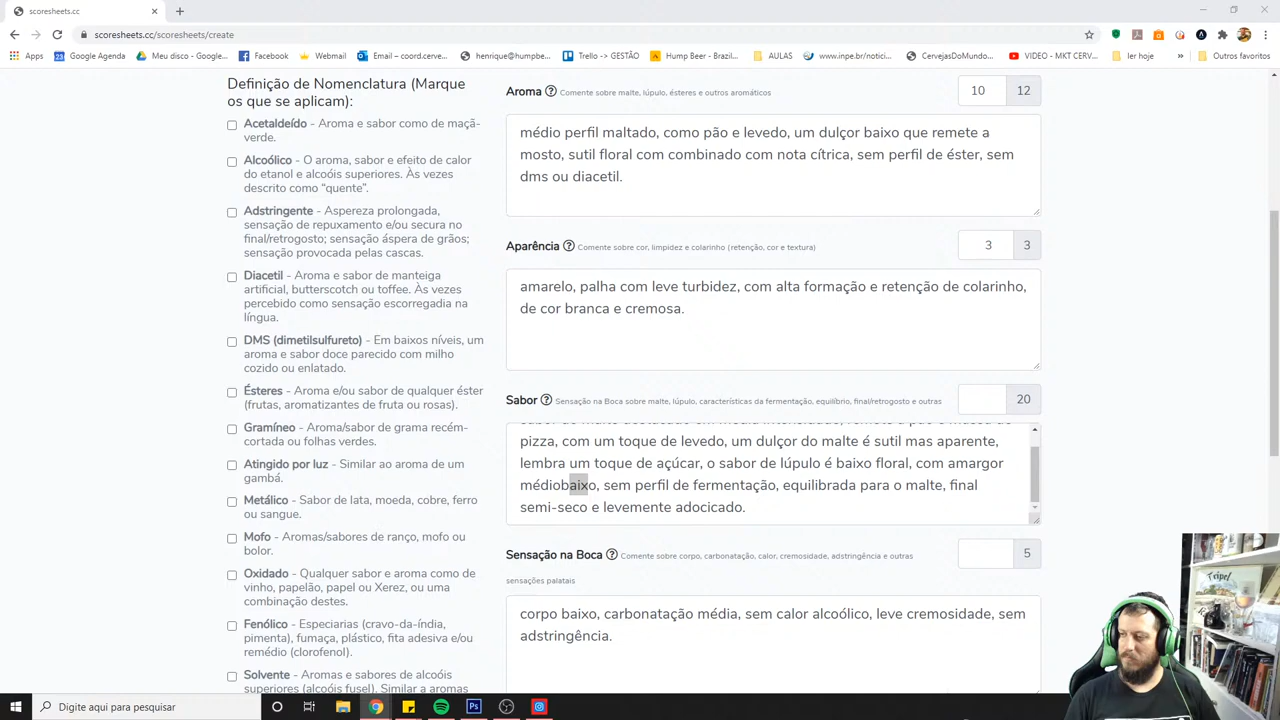 scoresheets.cc
scoresheets.cc/scoresheets/create
Apps
Google Agenda
Meu disco - Google...
Facebook
Webmail
Email – coord.cerve...
henrique@humpbe...
Trello -> GESTÃO
Hump Beer - Brazil...
AULAS
www.inpe.br/notici...
CervejasDoMundo...
VIDEO - MKT CERV...
ler hoje
»
Outros favoritos
Definição de Nomenclatura (Marque
os que se aplicam):
Acetaldeído - Aroma e sabor como de maçã-
verde.
Alcoólico - O aroma, sabor e efeito de calor
do etanol e alcoóis superiores. Às vezes
descrito como “quente”.
Adstringente - Aspereza prolongada,
sensação de repuxamento e/ou secura no
final/retrogosto; sensação áspera de grãos;
sensação provocada pelas cascas.
Diacetil - Aroma e sabor de manteiga
artificial, butterscotch ou toffee. Às vezes
percebido como sensação escorregadia na
língua.
DMS (dimetilsulfureto) - Em baixos níveis, um
aroma e sabor doce parecido com milho
cozido ou enlatado.
Ésteres - Aroma e/ou sabor de qualquer éster
(frutas, aromatizantes de fruta ou rosas).
Gramíneo - Aroma/sabor de grama recém-
cortada ou folhas verdes.
Atingido por luz - Similar ao aroma de um
gambá.
Metálico - Sabor de lata, moeda, cobre, ferro
ou sangue.
Mofo - Aromas/sabores de ranço, mofo ou
bolor.
Oxidado - Qualquer sabor e aroma como de
vinho, papelão, papel ou Xerez, ou uma
combinação destes.
Fenólico - Especiarias (cravo-da-índia,
pimenta), fumaça, plástico, fita adesiva e/ou
remédio (clorofenol).
Solvente - Aromas e sabores de alcoóis
superiores (alcoóis fusel). Similar a aromas
Aroma ? Comente sobre malte, lúpulo, ésteres e outros aromáticos
10 12
médio perfil maltado, como pão e levedo, um dulçor baixo que remete a
mosto, sutil floral com combinado com nota cítrica, sem perfil de éster, sem
dms ou diacetil.
Aparência ? Comente sobre cor, limpidez e colarinho (retenção, cor e textura)
3 3
amarelo, palha com leve turbidez, com alta formação e retenção de colarinho,
de cor branca e cremosa.
Sabor ? Sensação na Boca sobre malte, lúpulo, características da fermentação, equilíbrio, final/retrogosto e outras
20
sabor de malte destacado em média intensidade, remete a pão e massa de
pizza, com um toque de levedo, um dulçor do malte é sutil mas aparente,
lembra um toque de açúcar, o sabor de lúpulo é baixo floral, com amargor
médiobaixo, sem perfil de fermentação, equilibrada para o malte, final
semi-seco e levemente adocicado.
Sensação na Boca ? Comente sobre corpo, carbonatação, calor, cremosidade, adstringência e outras
sensações palatais
5
corpo baixo, carbonatação média, sem calor alcoólico, leve cremosidade, sem
adstringência.
Digite aqui para pesquisar